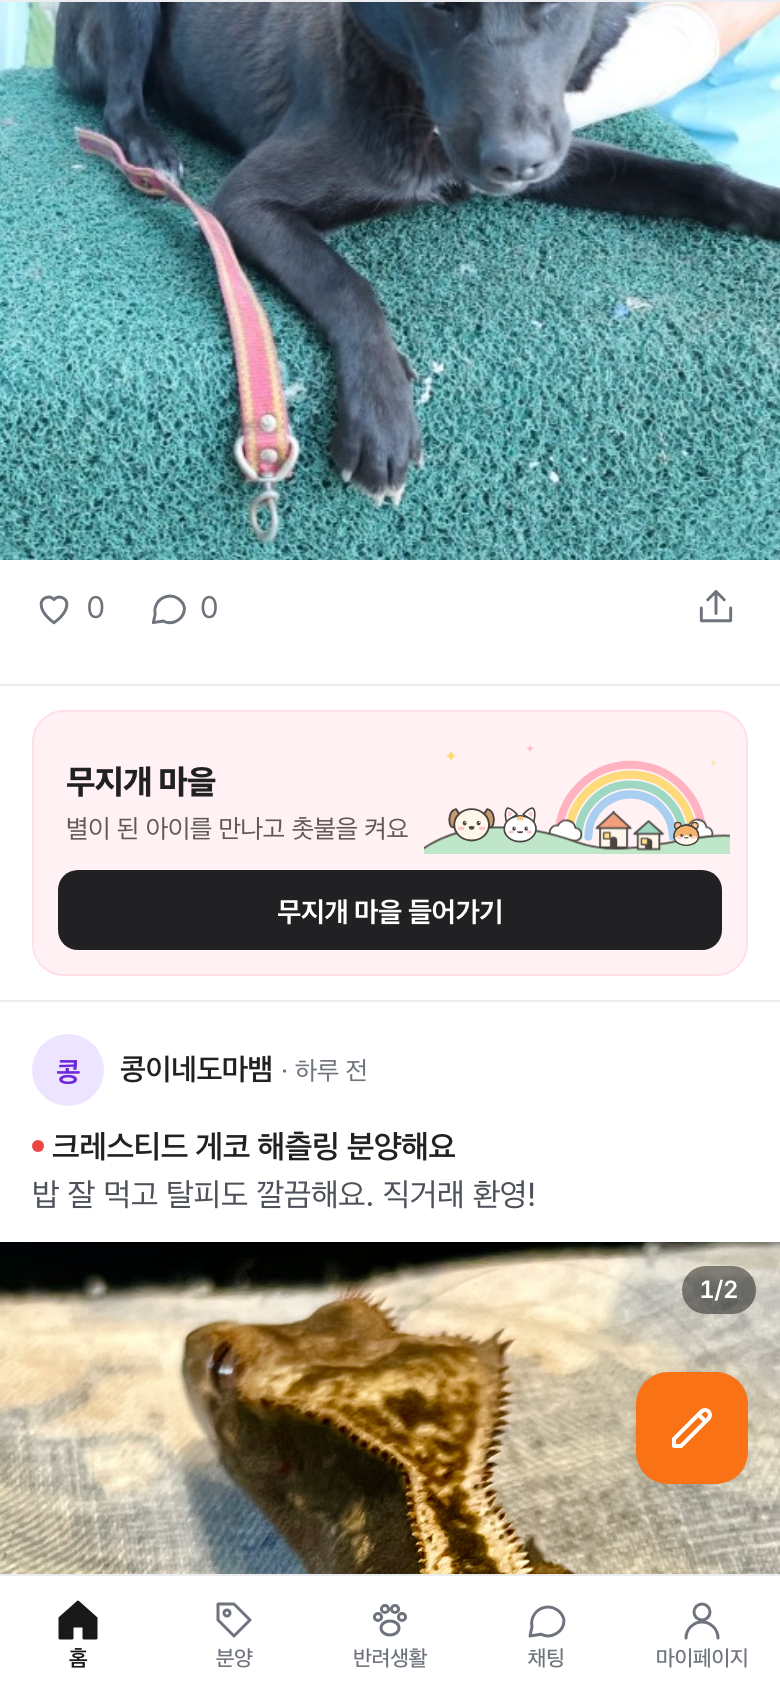 0 0
무지개 마을
별이 된 아이를 만나고 촛불을 켜요
무지개 마을 들어가기
콩
콩이네도마뱀 · 하루 전
크레스티드 게코 해츨링 분양해요
밥 잘 먹고 탈피도 깔끔해요. 직거래 환영!
1/2
홈 분양 반려생활 채팅 마이페이지